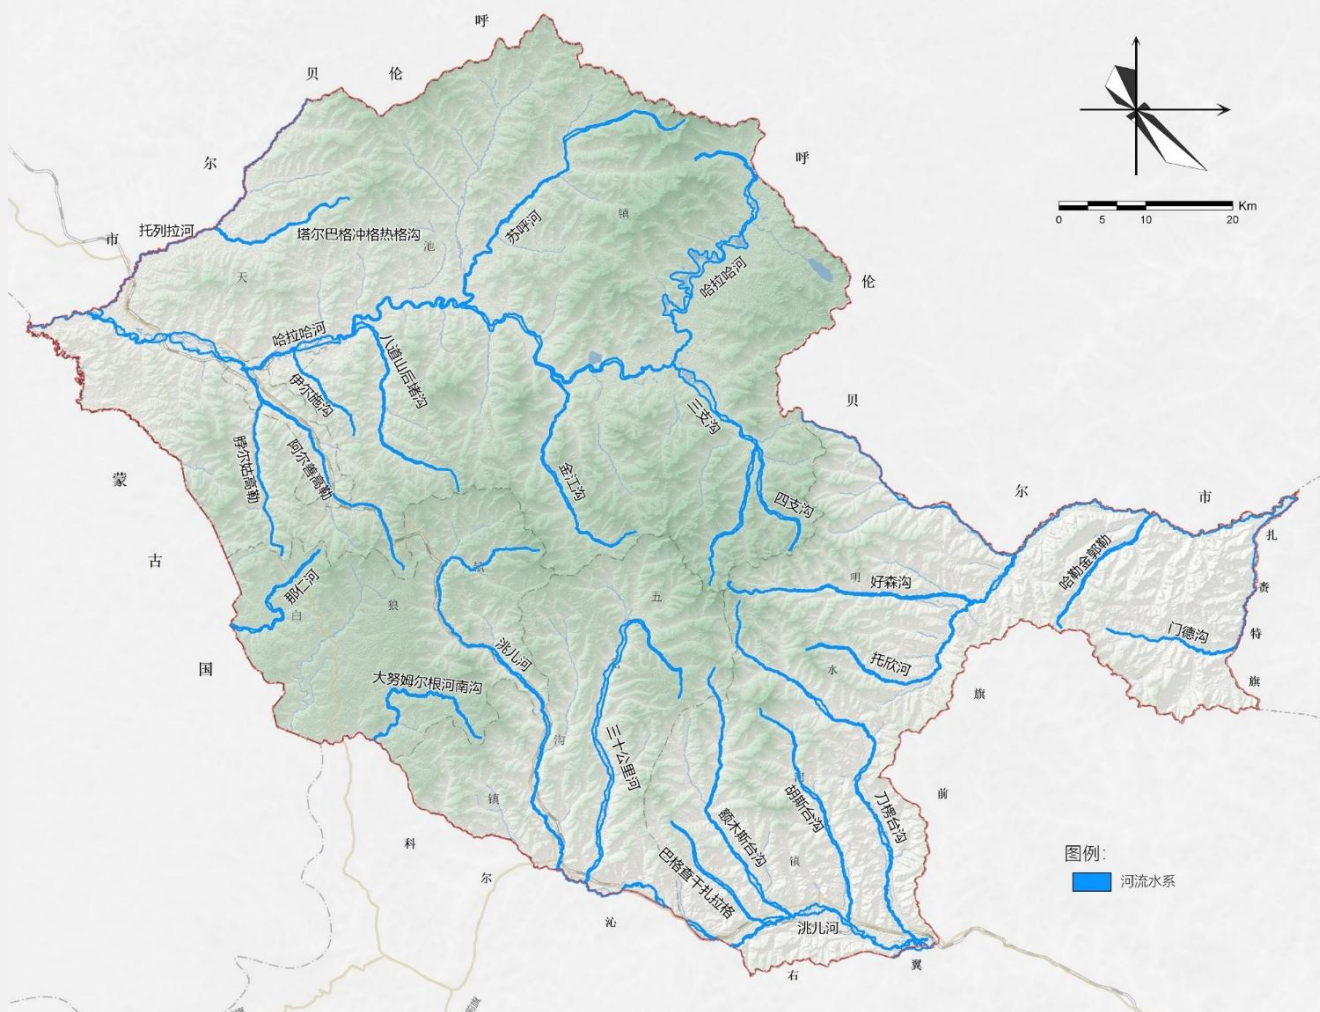 呼
贝
伦
尔
市
呼
伦
贝
尔
市
扎
赉
特
旗
蒙
古
国
科
尔
沁
右
翼
前
旗
Km
0 5 10 20
托列拉河
塔尔巴格冲格热格沟
苏呼河
哈拉哈河
镇
池
天
哈拉哈河
八道山后堵沟
伊尔施沟
阿尔善高勒
脖尔姑高勒
金江沟
三支沟
四支沟
那仁河
白
狼
镇
五
明
好森沟
哈勒金郭勒
门德沟
托欣河
水
洮儿河
大努姆尔根河南沟
沟
镇
三十公里河
额木斯台沟
胡斯台沟
刀楞台沟
巴格查干扎拉格
镇
洮儿河
图例：
河流水系